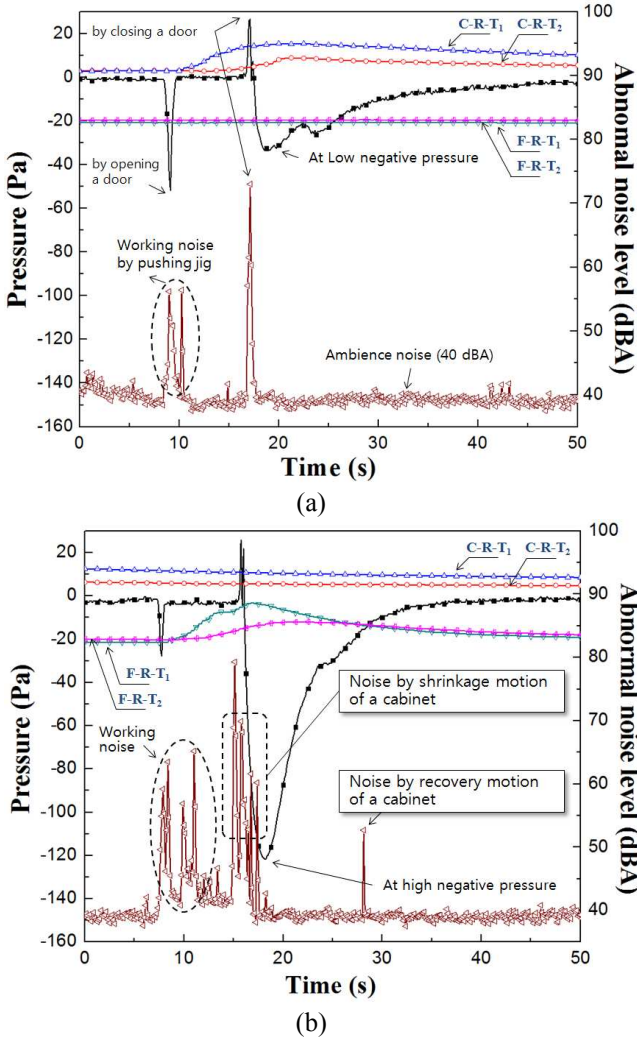 20
0
-20
-40
-60
-80
-100
-120
-140
-160
Pressure (Pa)
by closing a door
by opening
a door
C-R-T1
C-R-T2
F-R-T1
F-R-T2
At Low negative pressure
Working noise
by pushing jig
Ambience noise (40 dBA)
100
90
80
70
60
50
40
Abnomal noise level (dBA)
0 10 20 30 40 50
Time (s)
(a)
20
0
-20
-40
-60
-80
-100
-120
-140
-160
Pressure (Pa)
C-R-T1
C-R-T2
F-R-T1
F-R-T2
Working
noise
Noise by shrinkage motion
of a cabinet
Noise by recovery motion
of a cabinet
At high negative pressure
100
90
80
70
60
50
40
Abnormal noise level (dBA)
0 10 20 30 40 50
Time (s)
(b)